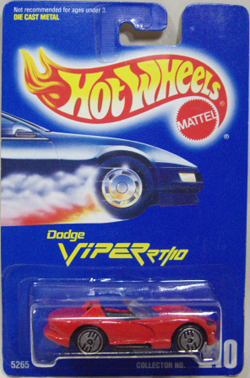 Not recommended for ages under 3.
DIE CAST METAL
HOT WHEELS
MATTEL
Dodge
VIPER RT/10
5265
COLLECTOR NO.